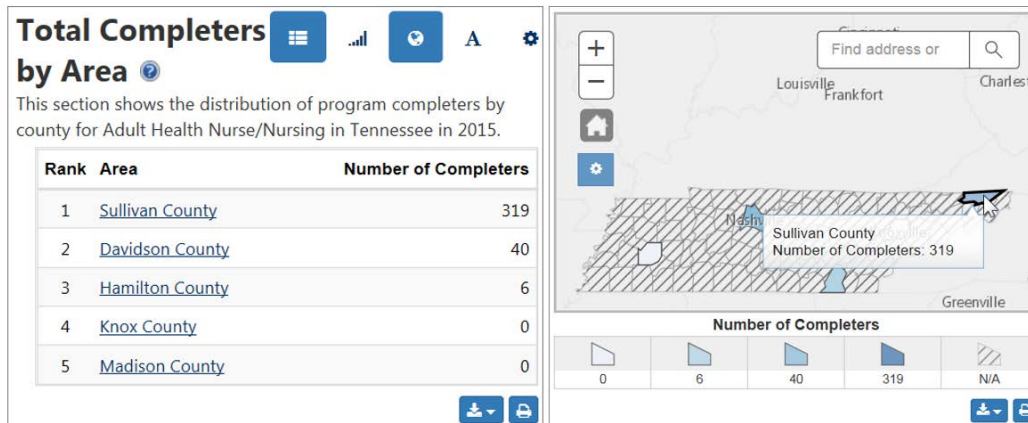 Total Completers
by Area
A
This section shows the distribution of program completers by
county for Adult Health Nurse/Nursing in Tennessee in 2015.
Rank Area Number of Completers
1 Sullivan County 319
2 Davidson County 40
3 Hamilton County 6
4 Knox County 0
5 Madison County 0
+
−
Find address or
Louisville
Frankfort
Charles
Sullivan County
Number of Completers: 319
Greenville
Number of Completers
0 6 40 319 N/A